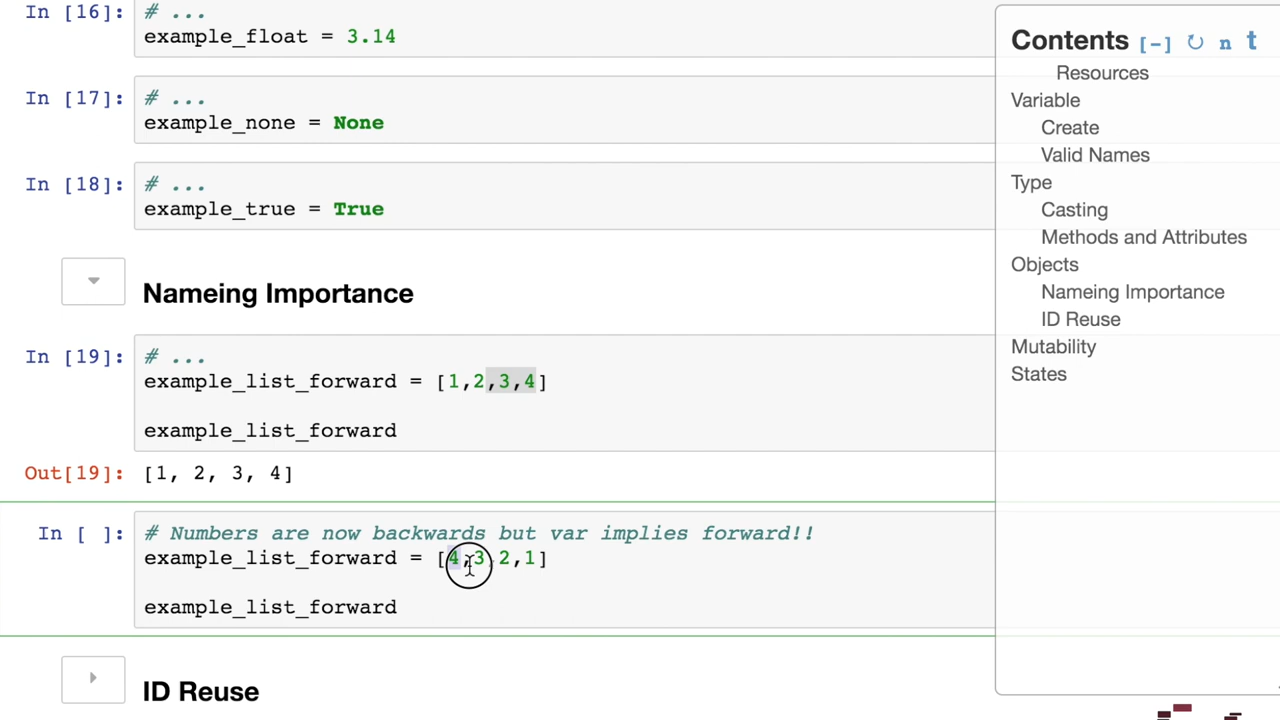 In [16]: # ...
example_float = 3.14
In [17]: # ...
example_none = None
In [18]: # ...
example_true = True
Nameing Importance
In [19]: # ...
example_list_forward = [1,2,3,4]
example_list_forward
Out[19]: [1, 2, 3, 4]
In [ ]: # Numbers are now backwards but var implies forward!!
example_list_forward = [4,3,2,1]
example_list_forward
ID Reuse
Contents [-] ↻ n t
Resources
Variable
Create
Valid Names
Type
Casting
Methods and Attributes
Objects
Nameing Importance
ID Reuse
Mutability
States